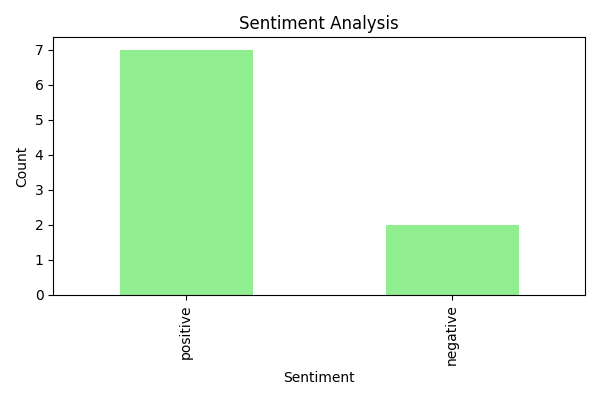 Sentiment Analysis
Count
7
6
5
4
3
2
1
0
positive
negative
Sentiment